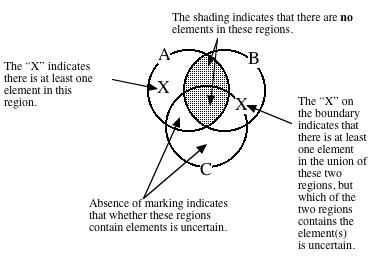 The shading indicates that there are no
elements in these regions.
A
B
The “X” indicates
there is at least one
element in this
region.
X
X
The “X” on
the boundary
indicates that
there is at least
one element
in the union of
these two
regions, but
which of the
two regions
contains the
element(s)
is uncertain.
C
Absence of marking indicates
that whether these regions
contain elements is uncertain.